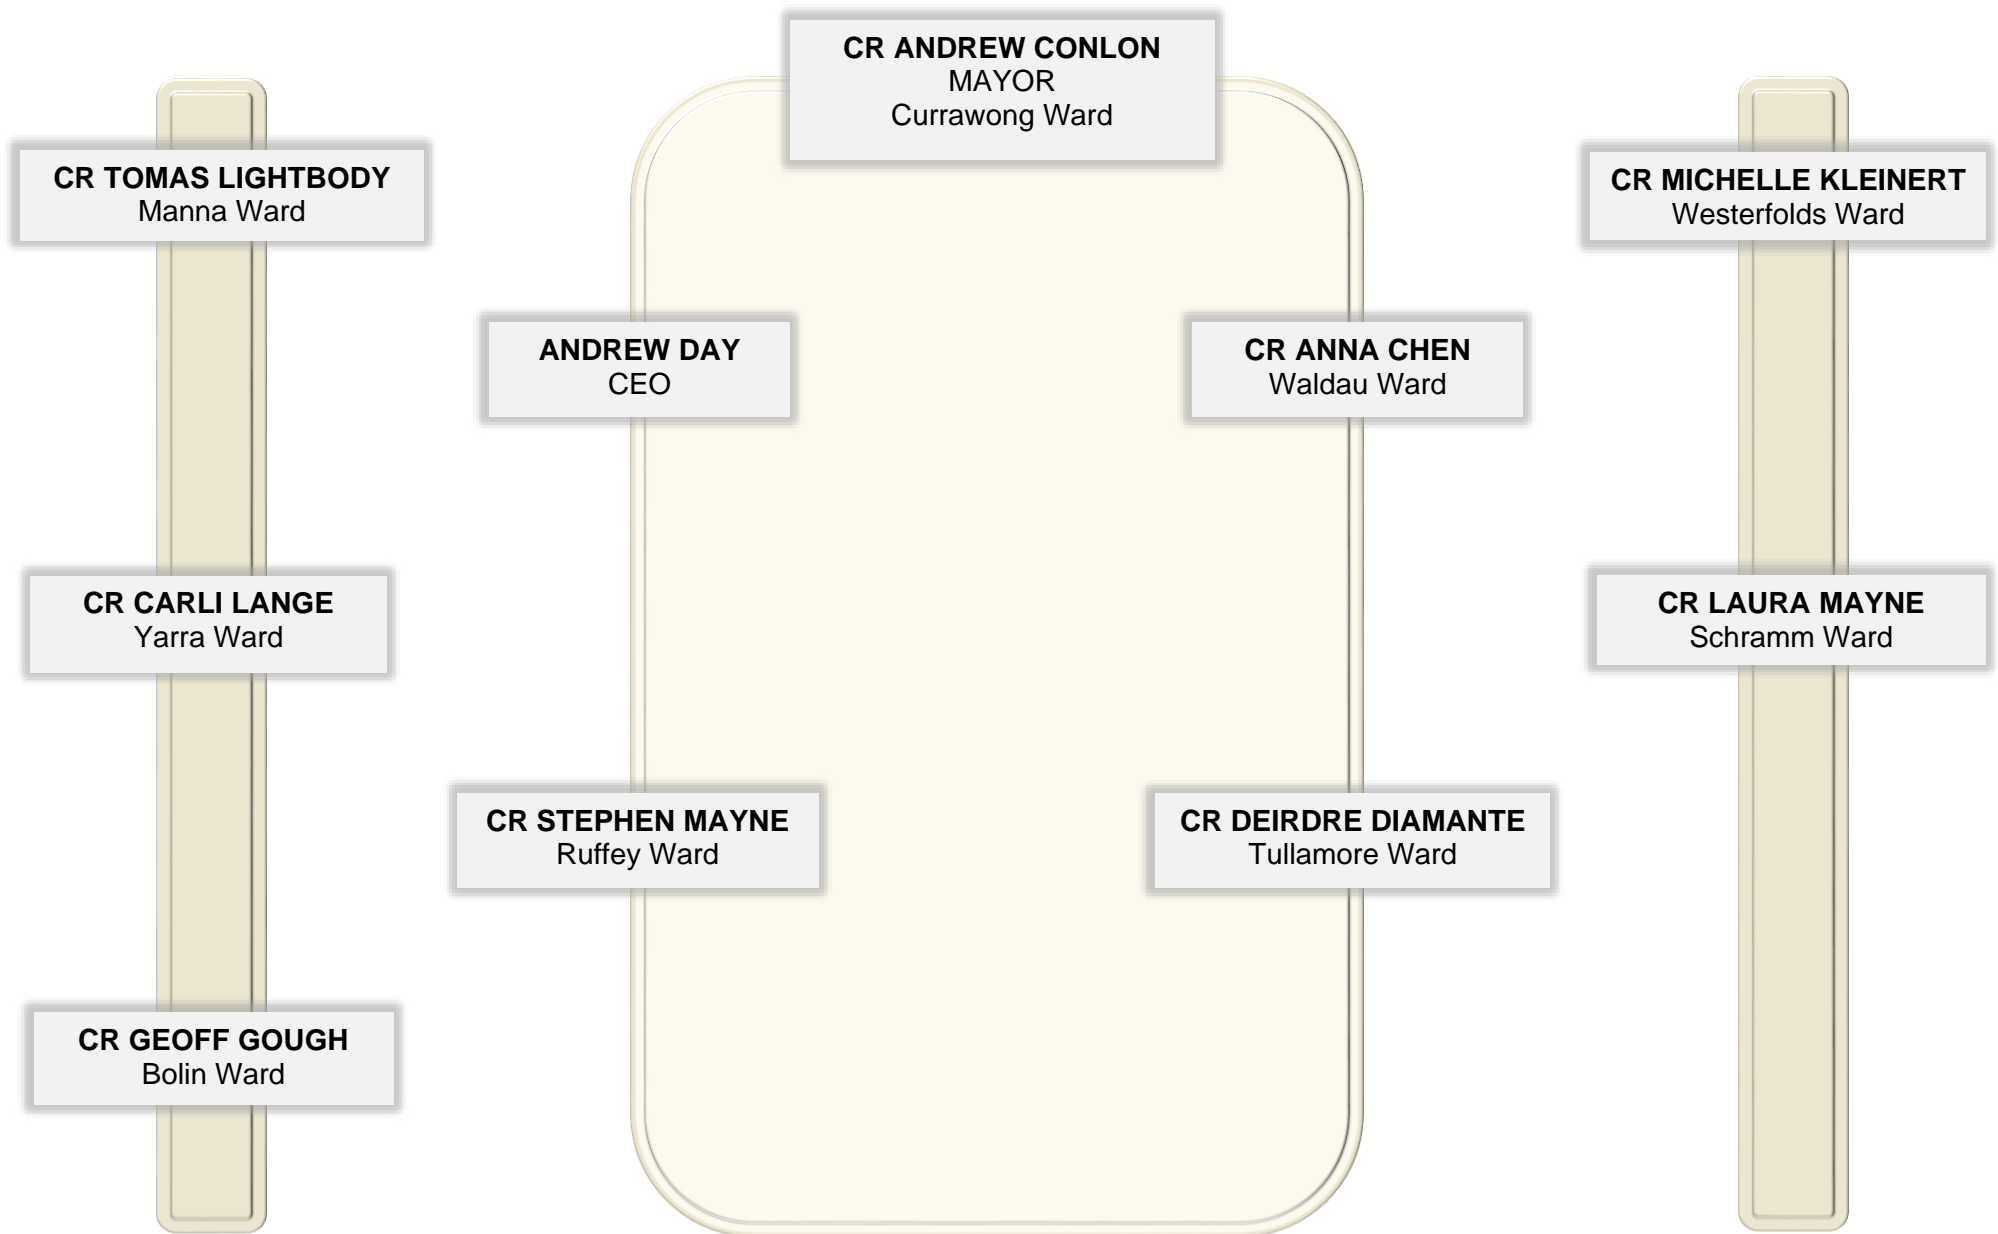 CR ANDREW CONLON
MAYOR
Currawong Ward
CR TOMAS LIGHTBODY
Manna Ward
CR MICHELLE KLEINERT
Westerfolds Ward
ANDREW DAY
CEO
CR ANNA CHEN
Waldau Ward
CR CARLI LANGE
Yarra Ward
CR LAURA MAYNE
Schramm Ward
CR STEPHEN MAYNE
Ruffey Ward
CR DEIRDRE DIAMANTE
Tullamore Ward
CR GEOFF GOUGH
Bolin Ward